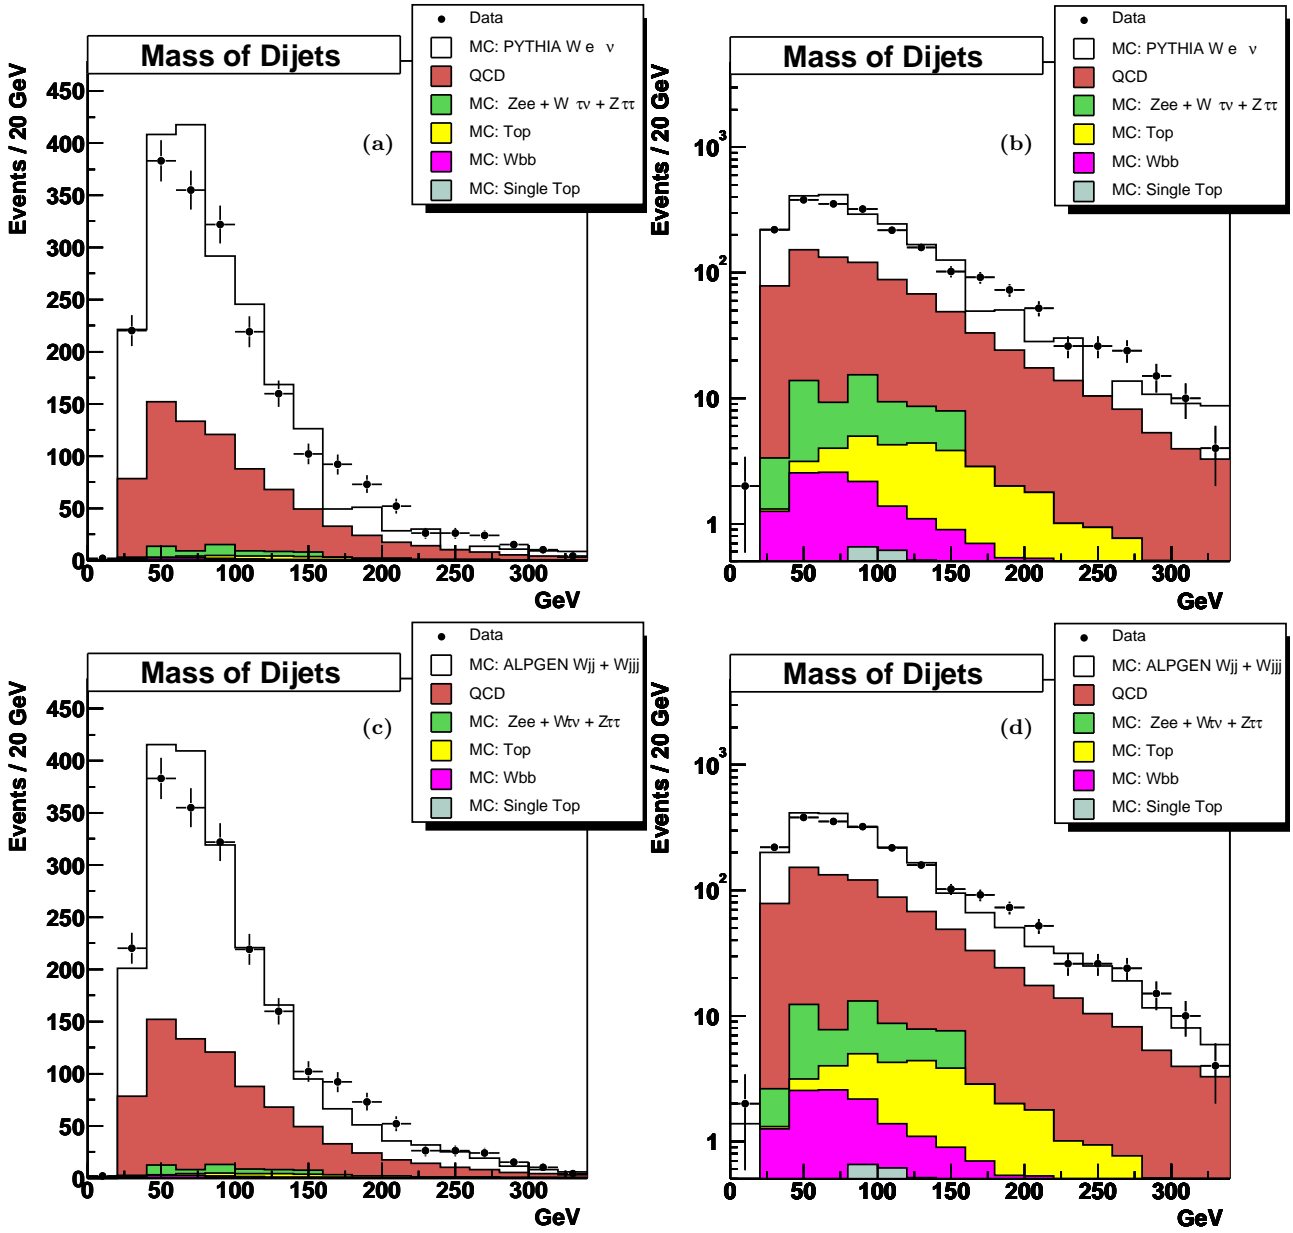 Mass of Dijets
Events / 20 GeV
(a)
Data
MC: PYTHIA W e ν
QCD
MC: Zee + W τν + Z ττ
MC: Top
MC: Wbb
MC: Single Top
450
400
350
300
250
200
150
100
50
0
0 50 100 150 200 250 300
GeV
Mass of Dijets
Events / 20 GeV
(b)
Data
MC: PYTHIA W e ν
QCD
MC: Zee + W τν + Z ττ
MC: Top
MC: Wbb
MC: Single Top
10³
10²
10
1
0 50 100 150 200 250 300
GeV
Mass of Dijets
Events / 20 GeV
(c)
Data
MC: ALPGEN Wjj + Wjjj
QCD
MC: Zee + Wτν + Zττ
MC: Top
MC: Wbb
MC: Single Top
450
400
350
300
250
200
150
100
50
0
0 50 100 150 200 250 300
GeV
Mass of Dijets
Events / 20 GeV
(d)
Data
MC: ALPGEN Wjj + Wjjj
QCD
MC: Zee + Wτν + Zττ
MC: Top
MC: Wbb
MC: Single Top
10³
10²
10
1
0 50 100 150 200 250 300
GeV